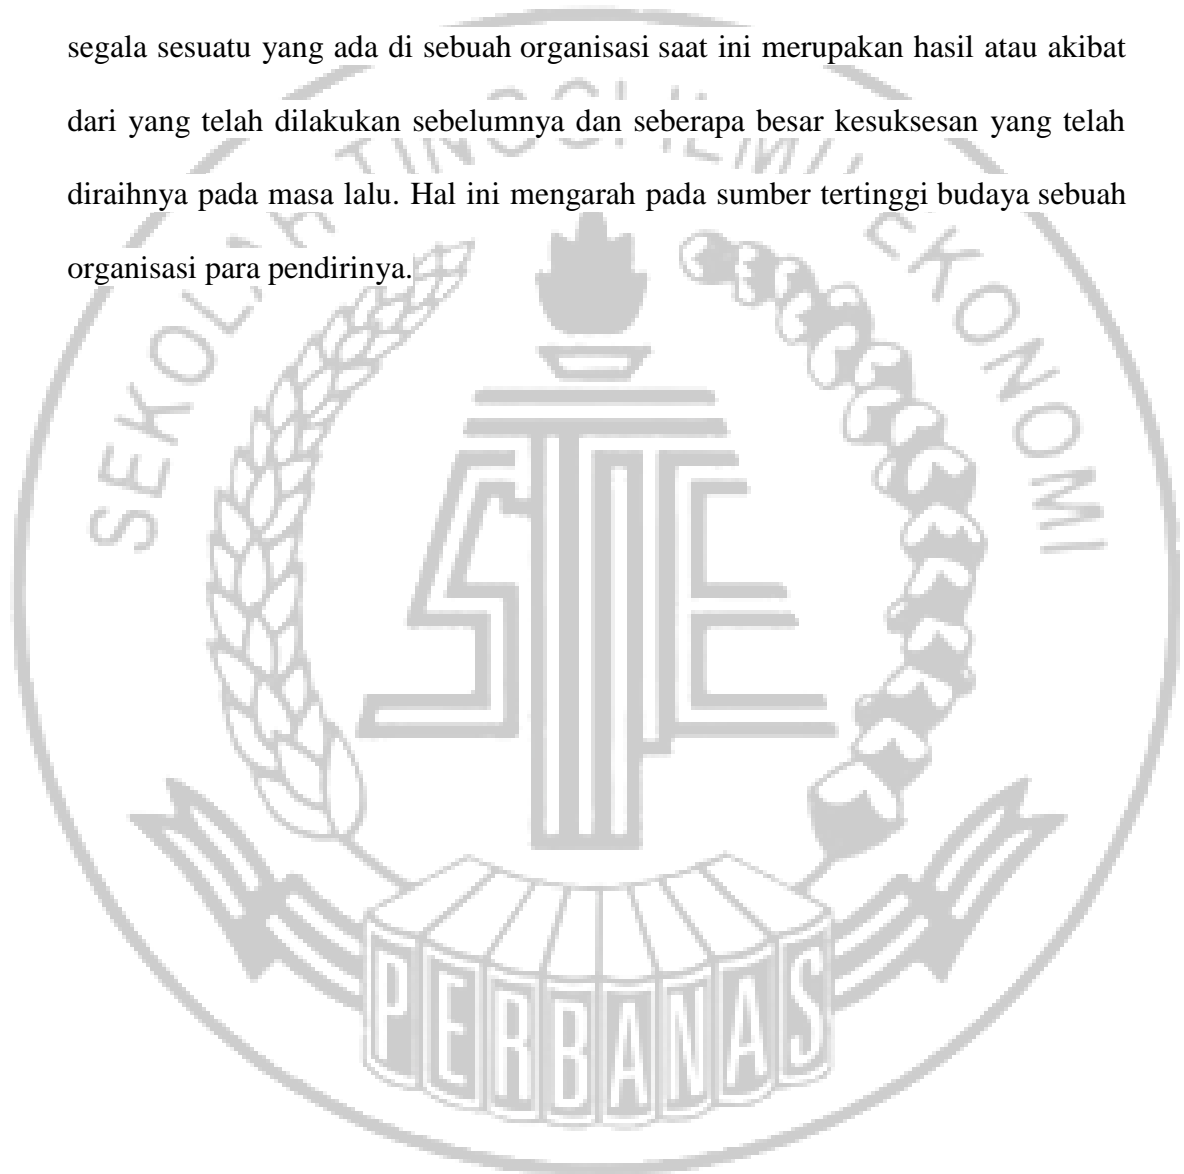 segala sesuatu yang ada di sebuah organisasi saat ini merupakan hasil atau akibat
dari yang telah dilakukan sebelumnya dan seberapa besar kesuksesan yang telah
diraihnya pada masa lalu. Hal ini mengarah pada sumber tertinggi budaya sebuah
organisasi para pendirinya.
SEKOLAH TINGGI ILMU EKONOMI
STIE
PERBANAS